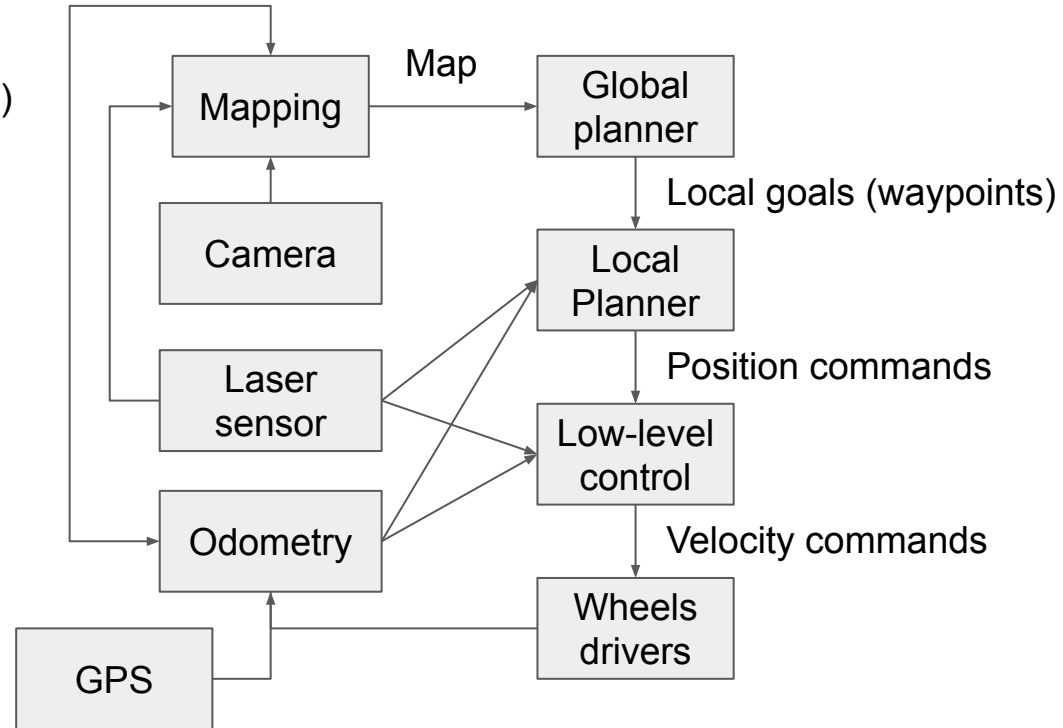 )
Mapping
Map
Global
planner
Local goals (waypoints)
Camera
Local
Planner
Position commands
Laser
sensor
Low-level
control
Odometry
Velocity commands
Wheels
drivers
GPS